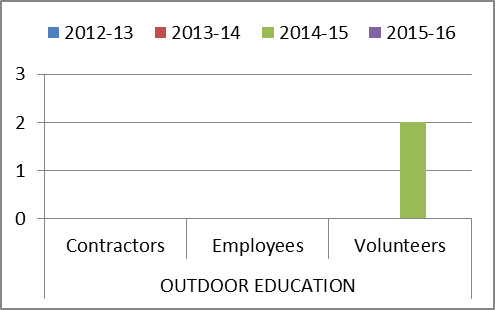 2012-13 2013-14 2014-15 2015-16
3
2
1
0
Contractors Employees Volunteers
OUTDOOR EDUCATION